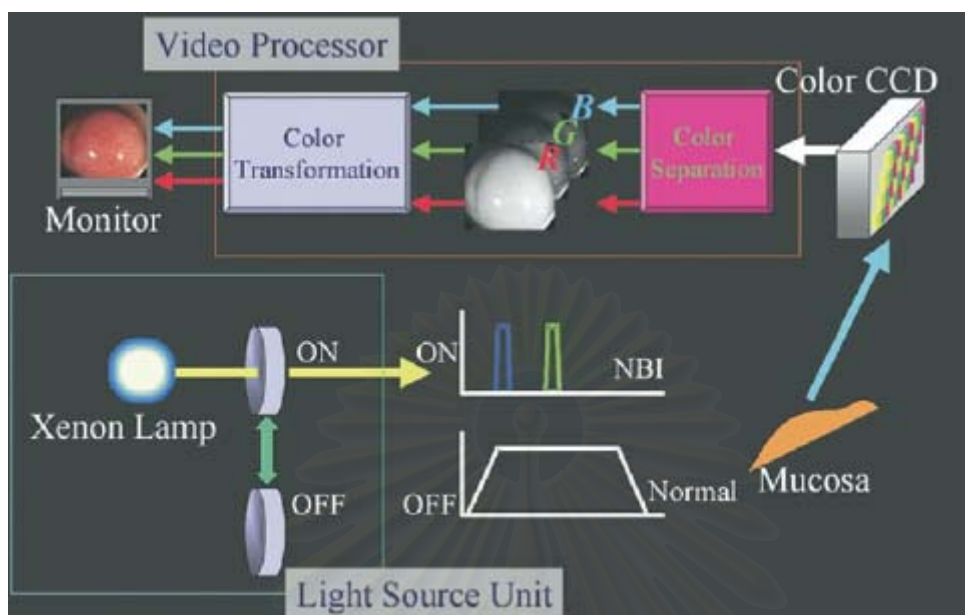 Video Processor
Color CCD
B
G
R
Color
Transformation
Color
Separation
Monitor
ON
ON
NBI
Xenon Lamp
OFF
OFF
Normal
Mucosa
Light Source Unit